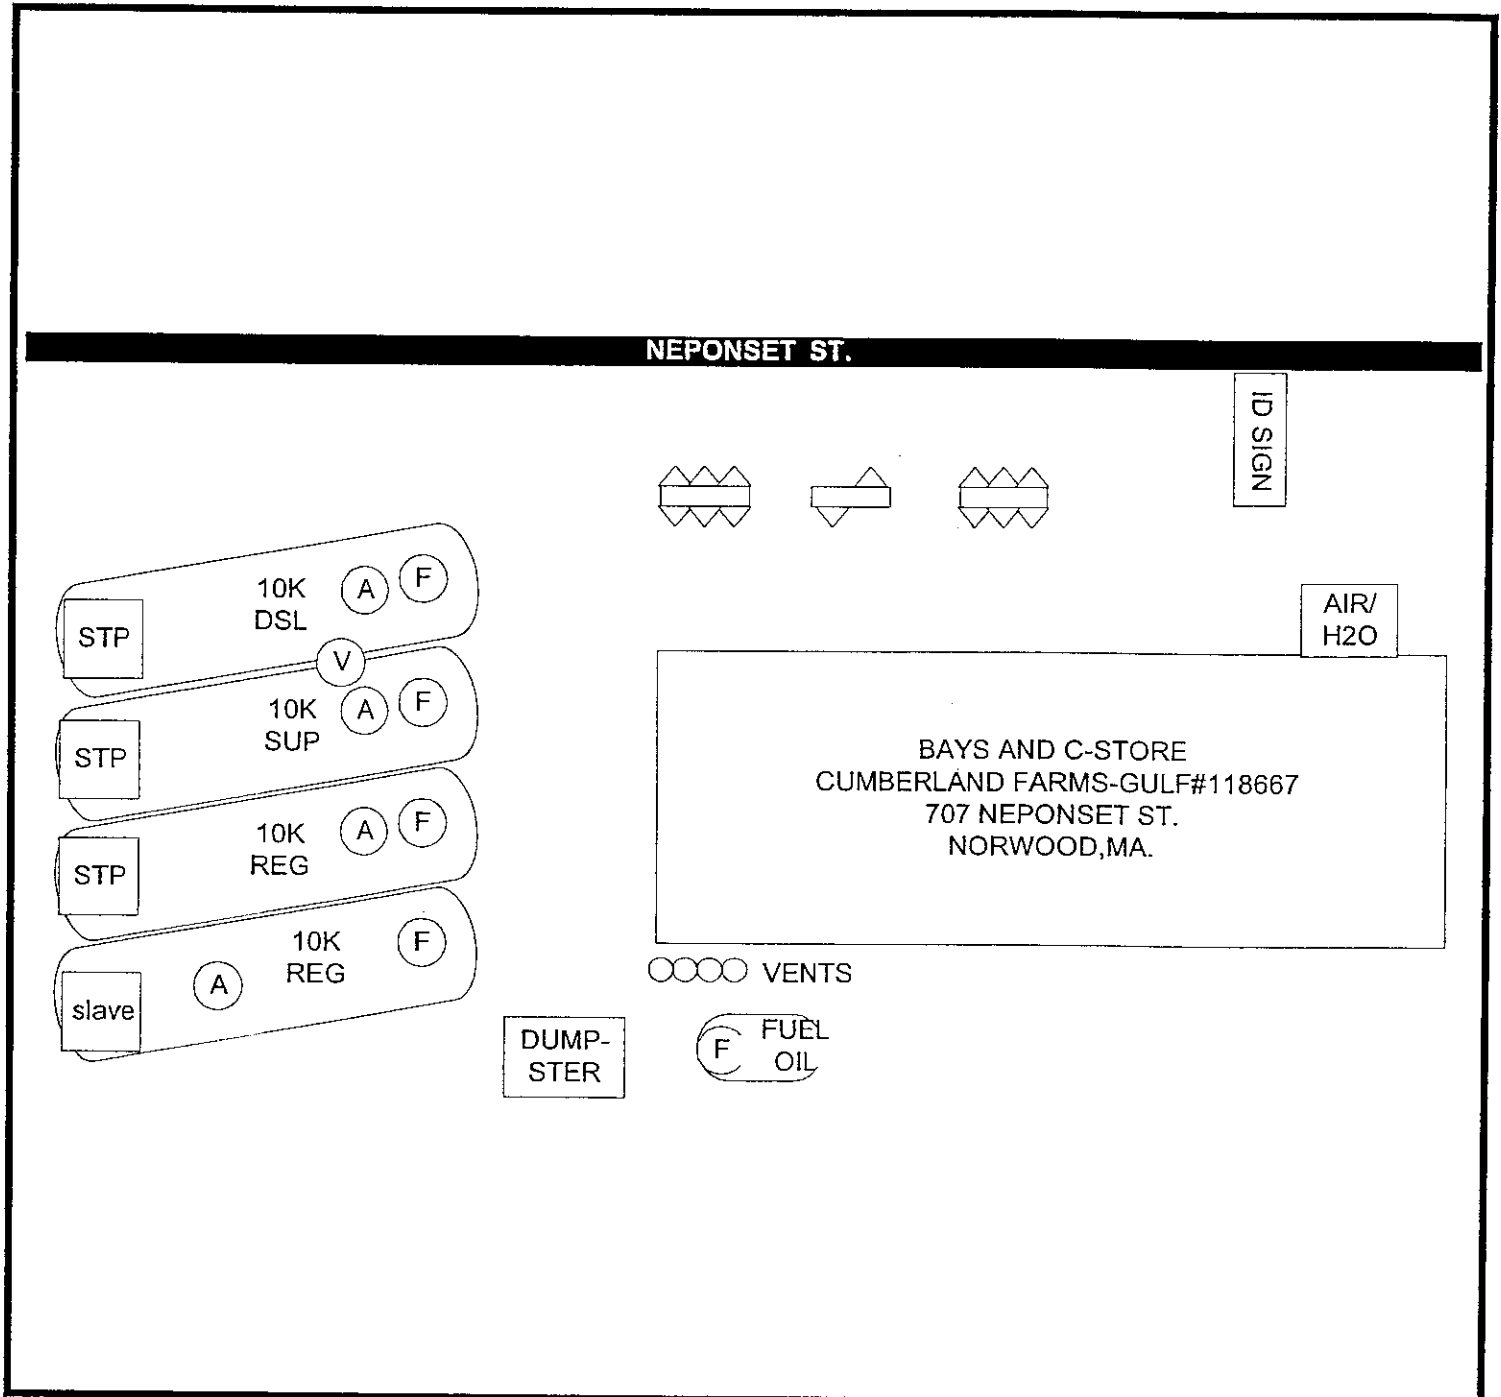 NEPONSET ST.
ID SIGN
10K
DSL
A
F
STP
V
10K
SUP
A
F
STP
10K
REG
A
F
STP
10K
REG
A
F
slave
AIR/
H2O
BAYS AND C-STORE
CUMBERLAND FARMS-GULF#118667
707 NEPONSET ST.
NORWOOD,MA.
VENTS
DUMP-
STER
F
FUEL
OIL